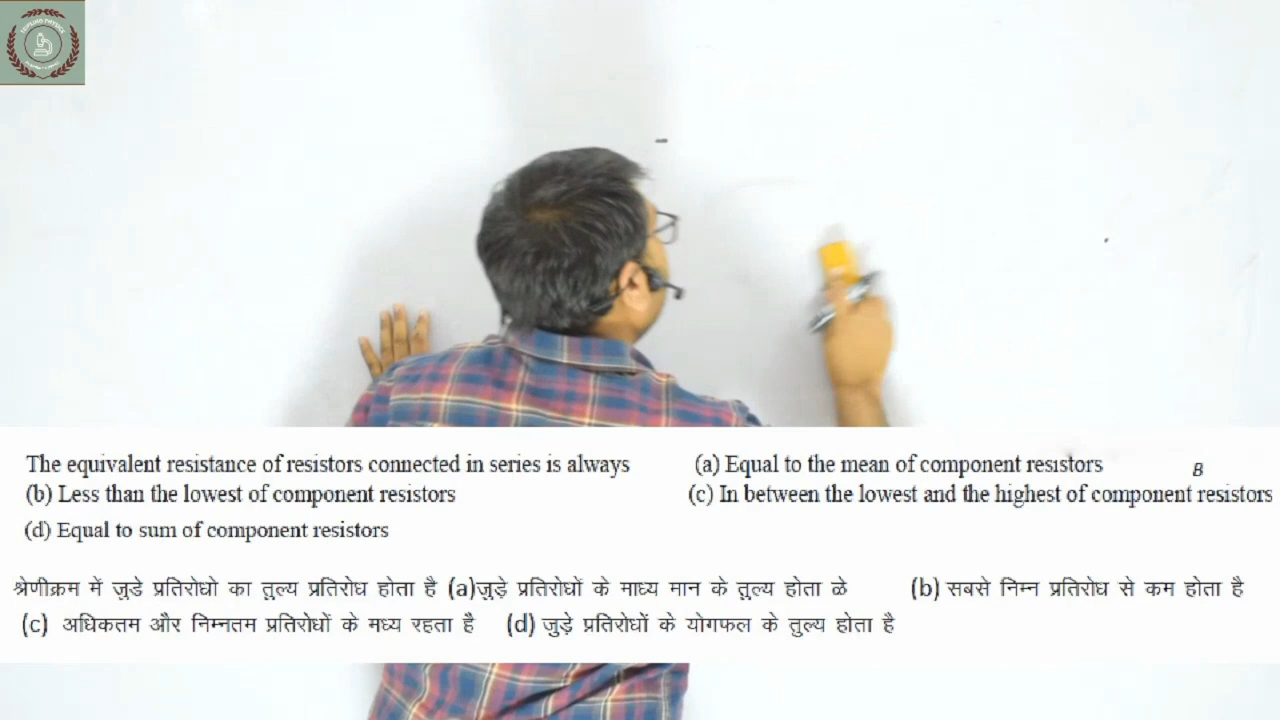 The equivalent resistance of resistors connected in series is always (a) Equal to the mean of component resistors B
(b) Less than the lowest of component resistors (c) In between the lowest and the highest of component resistors
(d) Equal to sum of component resistors
श्रेणीक्रम में जुडे प्रतिरोधो का तुल्य प्रतिरोध होता है (a)जुड़े प्रतिरोधों के माध्य मान के तुल्य होता ळे (b) सबसे निम्न प्रतिरोध से कम होता है
(c) अधिकतम और निम्नतम प्रतिरोधों के मध्य रहता है (d) जुड़े प्रतिरोधों के योगफल के तुल्य होता है